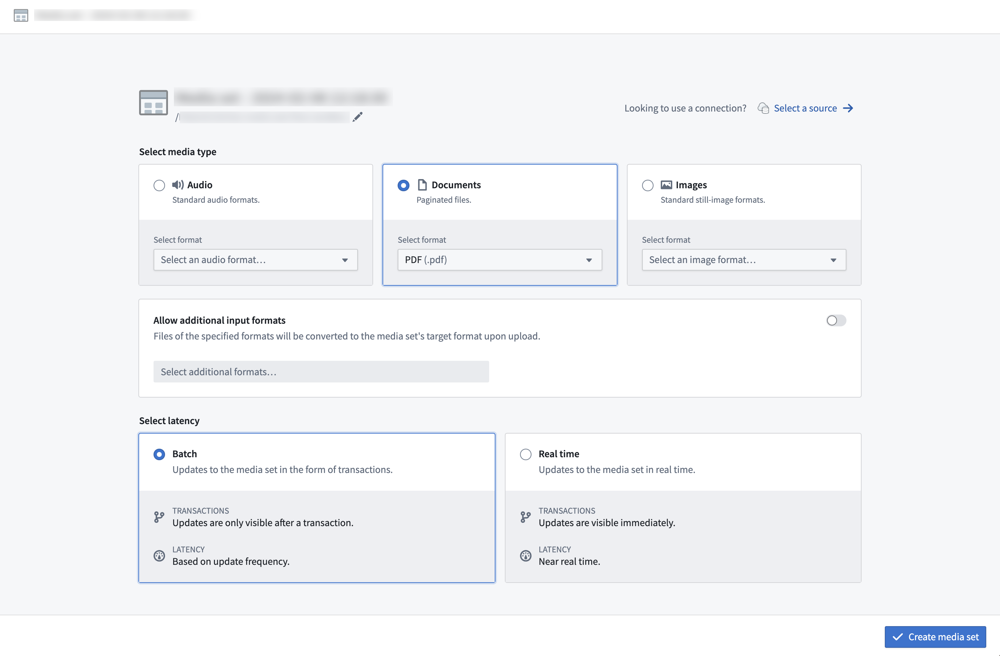 /
Looking to use a connection? Select a source
Select media type
Audio
Standard audio formats.
Select format
Select an audio format…
Documents
Paginated files.
Select format
PDF (.pdf)
Images
Standard still-image formats.
Select format
Select an image format…
Allow additional input formats
Files of the specified formats will be converted to the media set's target format upon upload.
Select additional formats…
Select latency
Batch
Updates to the media set in the form of transactions.
TRANSACTIONS
Updates are only visible after a transaction.
LATENCY
Based on update frequency.
Real time
Updates to the media set in real time.
TRANSACTIONS
Updates are visible immediately.
LATENCY
Near real time.
Create media set